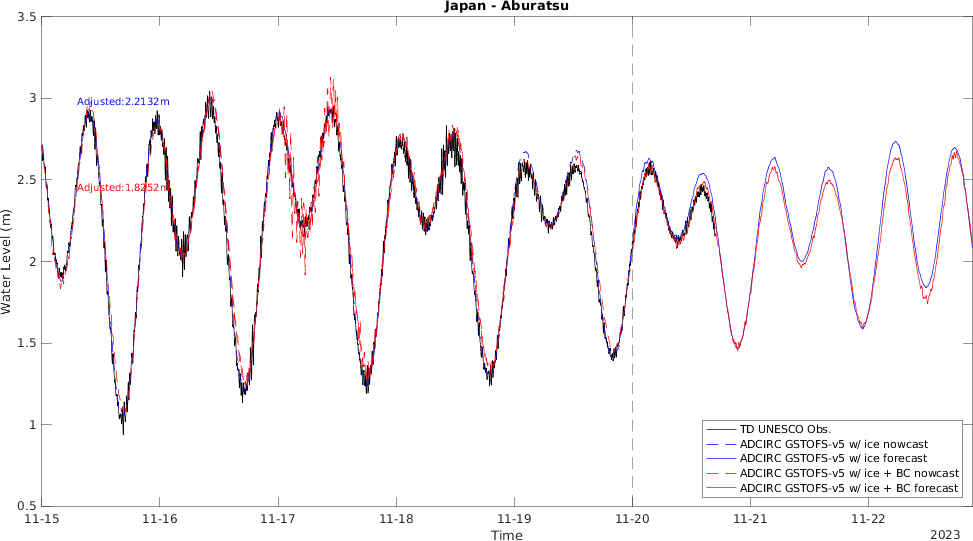 Japan - Aburatsu
3.5
3
2.5
2
1.5
1
0.5
Water Level (m)
Adjusted:2.2132m
Adjusted:1.8252m
TD UNESCO Obs.
ADCIRC GSTOFS-v5 w/ ice nowcast
ADCIRC GSTOFS-v5 w/ ice forecast
ADCIRC GSTOFS-v5 w/ ice + BC nowcast
ADCIRC GSTOFS-v5 w/ ice + BC forecast
11-15 11-16 11-17 11-18 11-19 11-20 11-21 11-22
Time
2023